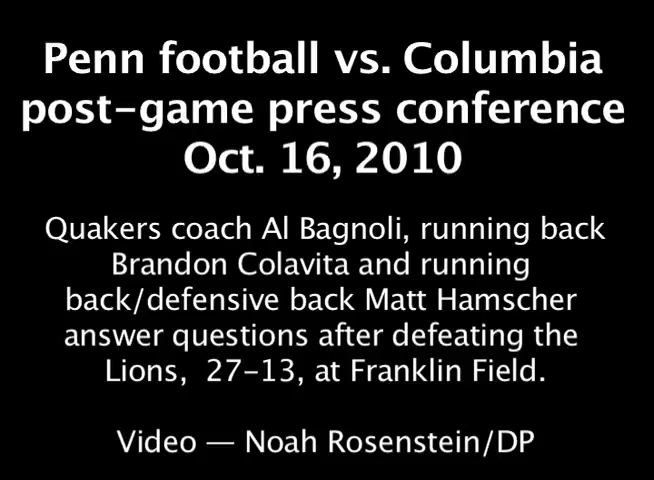 Penn football vs. Columbia
post-game press conference
Oct. 16, 2010
Quakers coach Al Bagnoli, running back
Brandon Colavita and running
back/defensive back Matt Hamscher
answer questions after defeating the
Lions,  27-13, at Franklin Field.
Video — Noah Rosenstein/DP